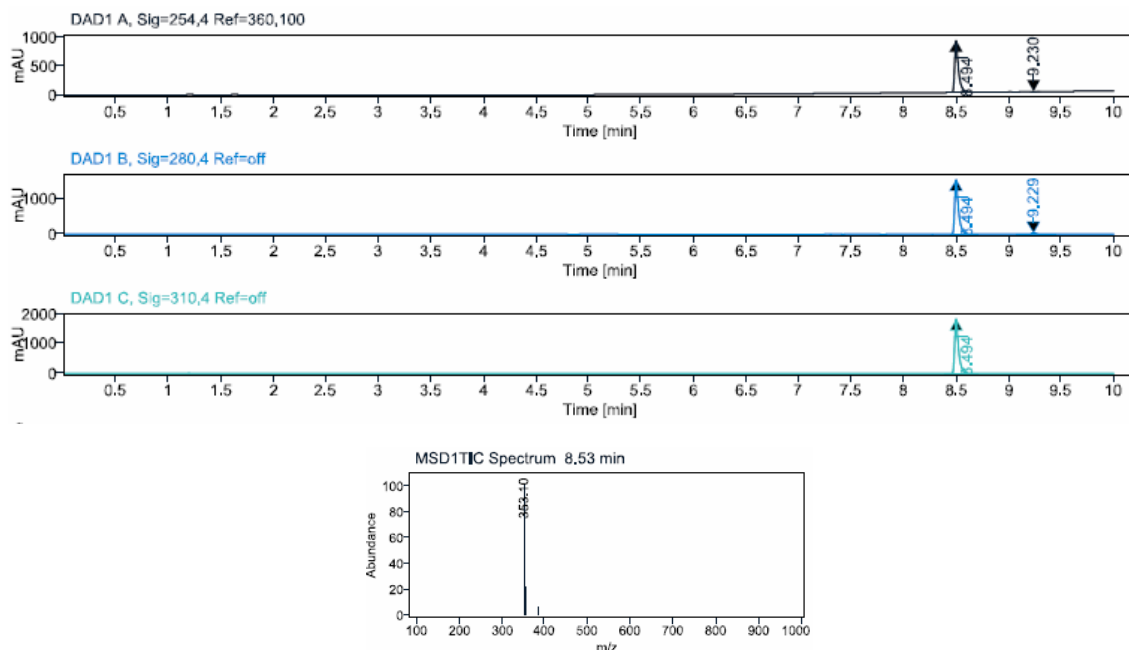 DAD1 A, Sig=254,4 Ref=360,100
1000
500
0
mAU
8.494
9.230
0.5 1 1.5 2 2.5 3 3.5 4 4.5 5 5.5 6 6.5 7 7.5 8 8.5 9 9.5 10
Time [min]
DAD1 B, Sig=280,4 Ref=off
1000
0
mAU
8.494
9.229
0.5 1 1.5 2 2.5 3 3.5 4 4.5 5 5.5 6 6.5 7 7.5 8 8.5 9 9.5 10
Time [min]
DAD1 C, Sig=310,4 Ref=off
2000
1000
0
mAU
8.494
0.5 1 1.5 2 2.5 3 3.5 4 4.5 5 5.5 6 6.5 7 7.5 8 8.5 9 9.5 10
Time [min]
MSD1TIC Spectrum 8.53 min
100
80
60
40
20
0
Abundance
353.10
100 200 300 400 500 600 700 800 900 1000
m/z